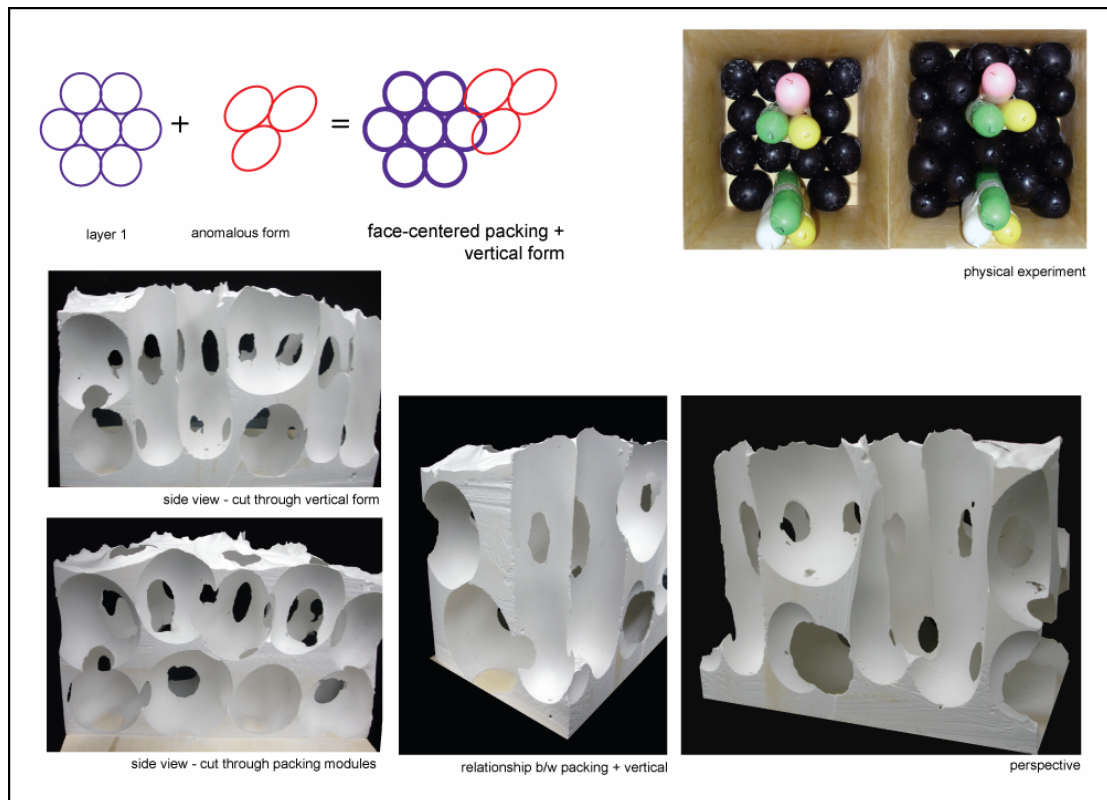 +
=
layer 1
anomalous form
face-centered packing +
vertical form
physical experiment
side view - cut through vertical form
side view - cut through packing modules
relationship b/w packing + vertical
perspective